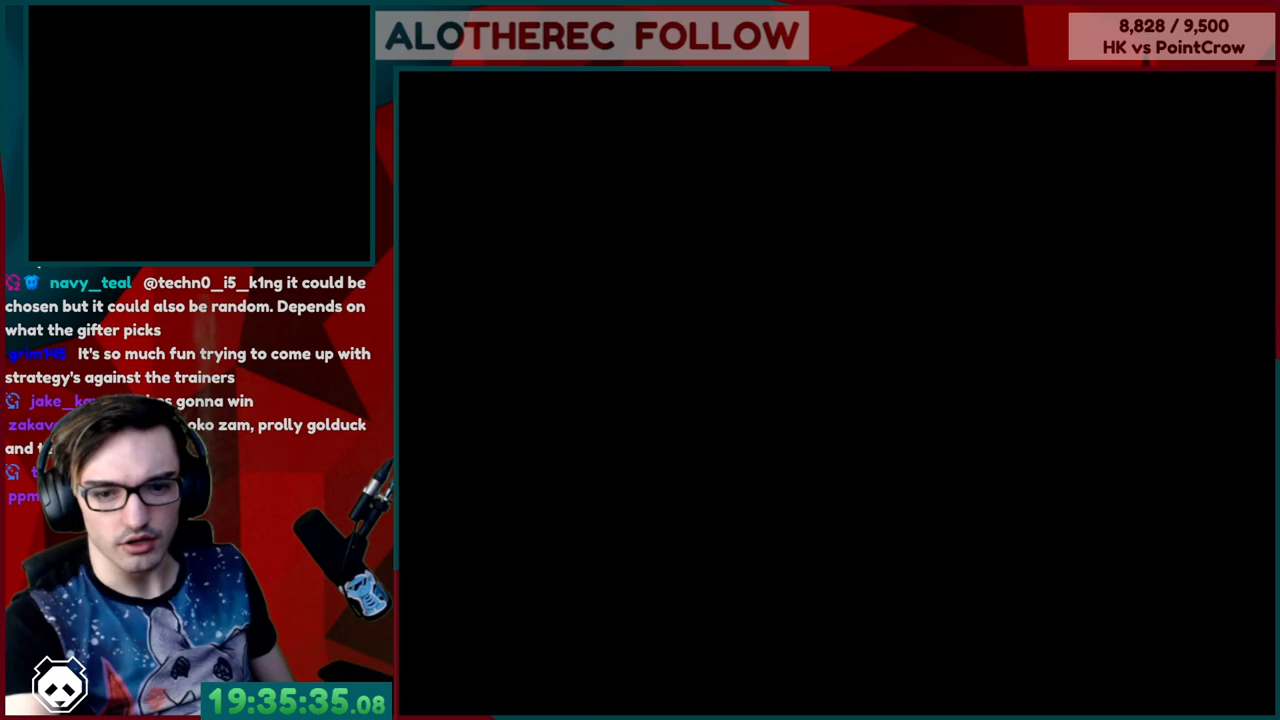 ALOTHEREC FOLLOW
8,828 / 9,500
HK vs PointCrow
navy_teal @techn0_i5_k1ng it could be
chosen but it could also be random. Depends on
what the gifter picks
grim145 It's so much fun trying to come up with
strategy's against the trainers
gonna win
zam, prolly golduck
and
19:35:35.08